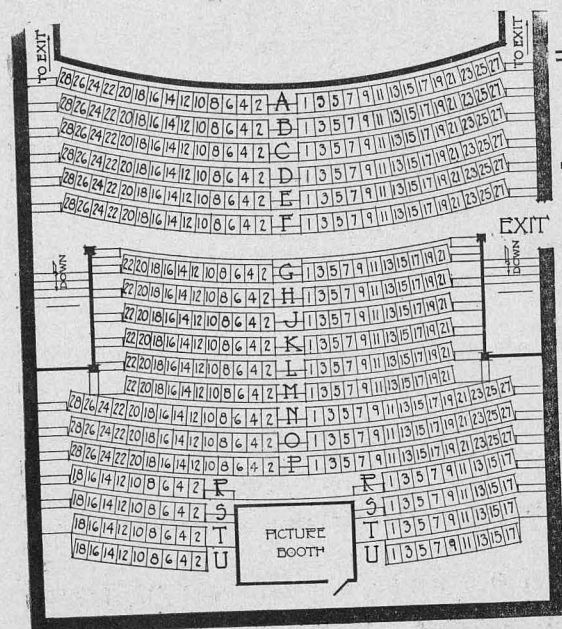 TO EXIT
TO EXIT
28 26 24 22 20 18 16 14 12 10 8 6 4 2 A 1 3 5 7 9 11 13 15 17 19 21 23 25 27
28 26 24 22 20 18 16 14 12 10 8 6 4 2 B 1 3 5 7 9 11 13 15 17 19 21 23 25 27
28 26 24 22 20 18 16 14 12 10 8 6 4 2 C 1 3 5 7 9 11 13 15 17 19 21 23 25 27
28 26 24 22 20 18 16 14 12 10 8 6 4 2 D 1 3 5 7 9 11 13 15 17 19 21 23 25 27
28 26 24 22 20 18 16 14 12 10 8 6 4 2 E 1 3 5 7 9 11 13 15 17 19 21 23 25 27
28 26 24 22 20 18 16 14 12 10 8 6 4 2 F 1 3 5 7 9 11 13 15 17 19 21 23 25 27
EXIT
DOWN
DOWN
22 20 18 16 14 12 10 8 6 4 2 G 1 3 5 7 9 11 13 15 17 19 21
22 20 18 16 14 12 10 8 6 4 2 H 1 3 5 7 9 11 13 15 17 19 21
22 20 18 16 14 12 10 8 6 4 2 J 1 3 5 7 9 11 13 15 17 19 21
22 20 18 16 14 12 10 8 6 4 2 K 1 3 5 7 9 11 13 15 17 19 21
22 20 18 16 14 12 10 8 6 4 2 L 1 3 5 7 9 11 13 15 17 19 21
22 20 18 16 14 12 10 8 6 4 2 M 1 3 5 7 9 11 13 15 17 19 21
28 26 24 22 20 18 16 14 12 10 8 6 4 2 N 1 3 5 7 9 11 13 15 17 19 21 23 25 27
28 26 24 22 20 18 16 14 12 10 8 6 4 2 O 1 3 5 7 9 11 13 15 17 19 21 23 25 27
28 26 24 22 20 18 16 14 12 10 8 6 4 2 P 1 3 5 7 9 11 13 15 17 19 21 23 25 27
18 16 14 12 10 8 6 4 2 R R 1 3 5 7 9 11 13 15 17
18 16 14 12 10 8 6 4 2 S S 1 3 5 7 9 11 13 15 17
18 16 14 12 10 8 6 4 2 T T 1 3 5 7 9 11 13 15 17
18 16 14 12 10 8 6 4 2 U U 1 3 5 7 9 11 13 15 17
PICTURE
BOOTH